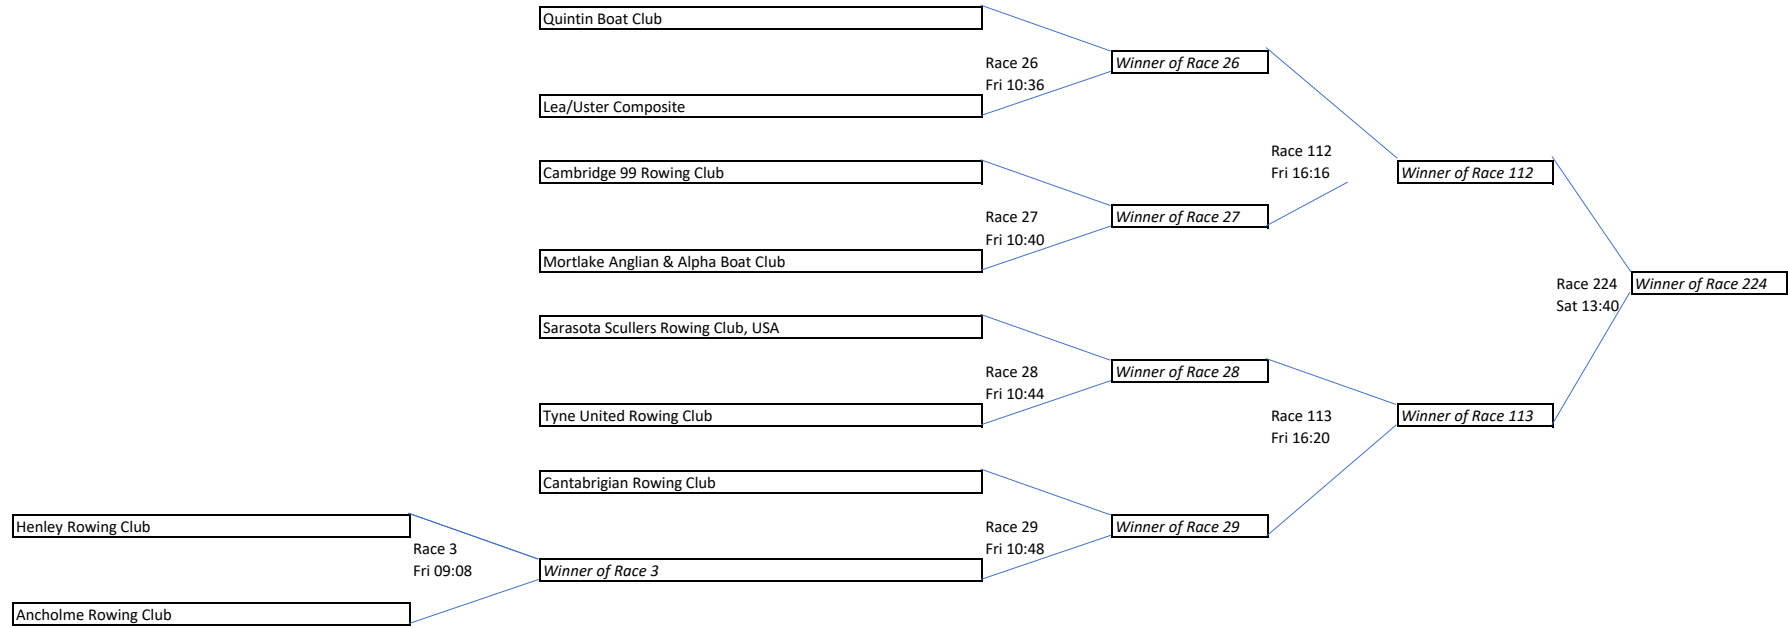 Quintin Boat Club
Race 26
Fri 10:36
Winner of Race 26
Lea/Uster Composite
Race 112
Fri 16:16
Winner of Race 112
Cambridge 99 Rowing Club
Race 27
Fri 10:40
Winner of Race 27
Mortlake Anglian & Alpha Boat Club
Race 224
Sat 13:40
Winner of Race 224
Sarasota Scullers Rowing Club, USA
Race 28
Fri 10:44
Winner of Race 28
Tyne United Rowing Club
Race 113
Fri 16:20
Winner of Race 113
Cantabrigian Rowing Club
Henley Rowing Club
Race 3
Fri 09:08
Winner of Race 3
Race 29
Fri 10:48
Winner of Race 29
Ancholme Rowing Club